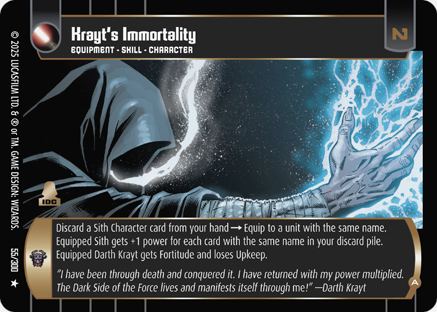 Krayt's Immortality
EQUIPMENT - SKILL - CHARACTER
N
IDC
Discard a Sith Character card from your hand → Equip to a unit with the same name.
Equipped Sith gets +1 power for each card with the same name in your discard pile.
Equipped Darth Krayt gets Fortitude and loses Upkeep.
"I have been through death and conquered it. I have returned with my power multiplied.
The Dark Side of the Force lives and manifests itself through me!" —Darth Krayt
A
© 2025 LUCASFILM LTD. & ® or TM. GAME DESIGN, WIZARDS.
55/300 ★